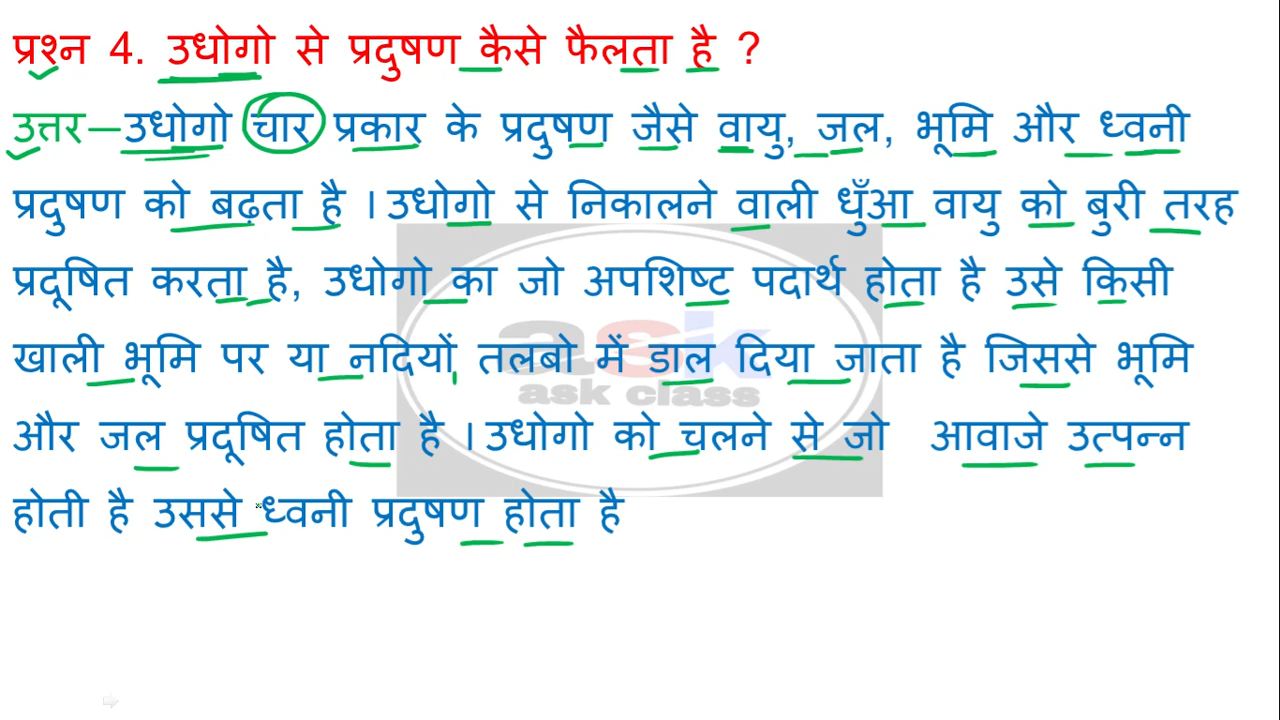 प्रश्न 4. उधोगो से प्रदुषण कैसे फैलता है ?
उत्तर—उधोगो चार प्रकार के प्रदुषण जैसे वायु, जल, भूमि और ध्वनी
प्रदुषण को बढ़ता है । उधोगो से निकालने वाली धुँआ वायु को बुरी तरह
प्रदूषित करता है, उधोगो का जो अपशिष्ट पदार्थ होता है उसे किसी
खाली भूमि पर या नदियों, तलबो में डाल दिया जाता है जिससे भूमि
और जल प्रदूषित होता है । उधोगो को चलने से जो आवाजे उत्पन्न
होती है उससे ध्वनी प्रदुषण होता है
ask
ask class